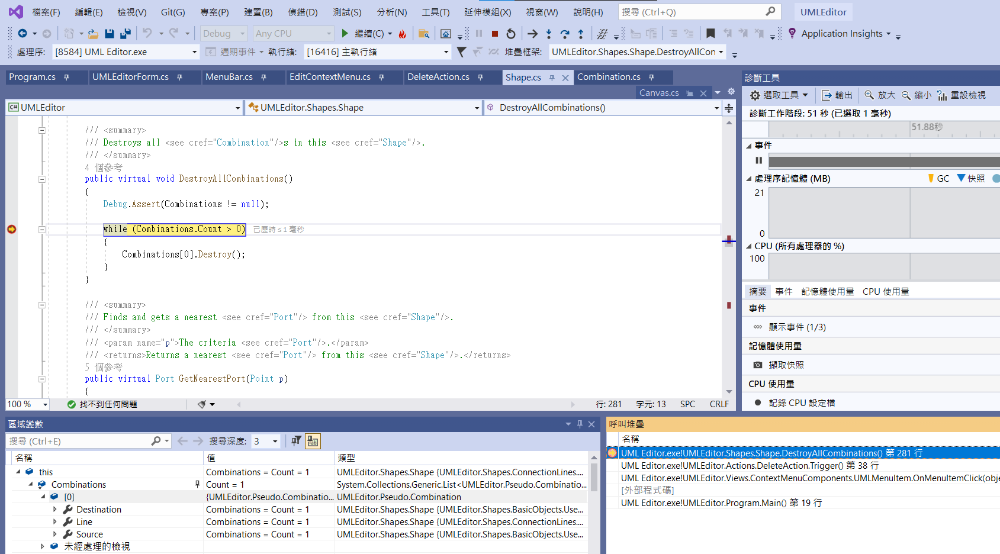 檔案(F) 編輯(E) 檢視(V) Git(G) 專案(P) 建置(B) 偵錯(D) 測試(S) 分析(N) 工具(T) 延伸模組(X) 視窗(W) 說明(H) 搜尋 (Ctrl+Q) UMLEditor
Debug Any CPU 繼續(C) Application Insights
處理序: [8584] UML Editor.exe 週期事件 執行緒: [16416] 主執行緒 堆疊框架: UMLEditor.Shapes.Shape.DestroyAllCon
Program.cs UMLEditorForm.cs MenuBar.cs EditContextMenu.cs DeleteAction.cs Shape.cs Combination.cs
Canvas.cs
UMLEditor UMLEditor.Shapes.Shape DestroyAllCombinations()
/// <summary>
/// Destroys all <see cref="Combination"/>s in this <see cref="Shape"/>.
/// </summary>
4 個參考
public virtual void DestroyAllCombinations()
{
Debug.Assert(Combinations != null);
while (Combinations.Count > 0) 已歷時 ≤ 1 毫秒
{
Combinations[0].Destroy();
}
}
/// <summary>
/// Finds and gets a nearest <see cref="Port"/> from this <see cref="Shape"/>.
/// </summary>
/// <param name="p">The criteria <see cref="Port"/>.</param>
/// <returns>Returns a nearest <see cref="Port"/> from this <see cref="Shape"/>.</returns>
5 個參考
public virtual Port GetNearestPort(Point p)
{
100 % 找不到任何問題 行: 281 字元: 13 SPC CRLF
診斷工具
選取工具 輸出 放大 縮小 重設檢視
診斷工作階段: 51 秒 (已選取 1 毫秒)
51.88秒
事件
處理序記憶體 (MB) GC 快照
21
0
CPU (所有處理器的 %)
100
摘要 事件 記憶體使用量 CPU 使用量
事件
顯示事件 (1/3)
記憶體使用量
擷取快照
CPU 使用量
記錄 CPU 設定檔
區域變數
搜尋 (Ctrl+E) 搜尋深度: 3
名稱 值 類型
this Combinations = Count = 1 UMLEditor.Shapes.Shape {UMLEditor.Shapes.ConnectionLines....
Combinations Count = 1 System.Collections.Generic.List<UMLEditor.Pseudo.Combinatio...
[0] {UMLEditor.Pseudo.Combinatio... UMLEditor.Pseudo.Combination
Destination Combinations = Count = 1 UMLEditor.Shapes.Shape {UMLEditor.Shapes.BasicObjects.Use...
Line Combinations = Count = 1 UMLEditor.Shapes.Shape {UMLEditor.Shapes.ConnectionLines....
Source Combinations = Count = 1 UMLEditor.Shapes.Shape {UMLEditor.Shapes.BasicObjects.Use...
未經處理的檢視
呼叫堆疊
名稱
UML Editor.exe!UMLEditor.Shapes.Shape.DestroyAllCombinations() 第 281 行
UML Editor.exe!UMLEditor.Actions.DeleteAction.Trigger() 第 38 行
UML Editor.exe!UMLEditor.Views.ContextMenuComponents.UMLMenuItem.OnMenuItemClick(obje
[外部程式碼]
UML Editor.exe!UMLEditor.Program.Main() 第 19 行